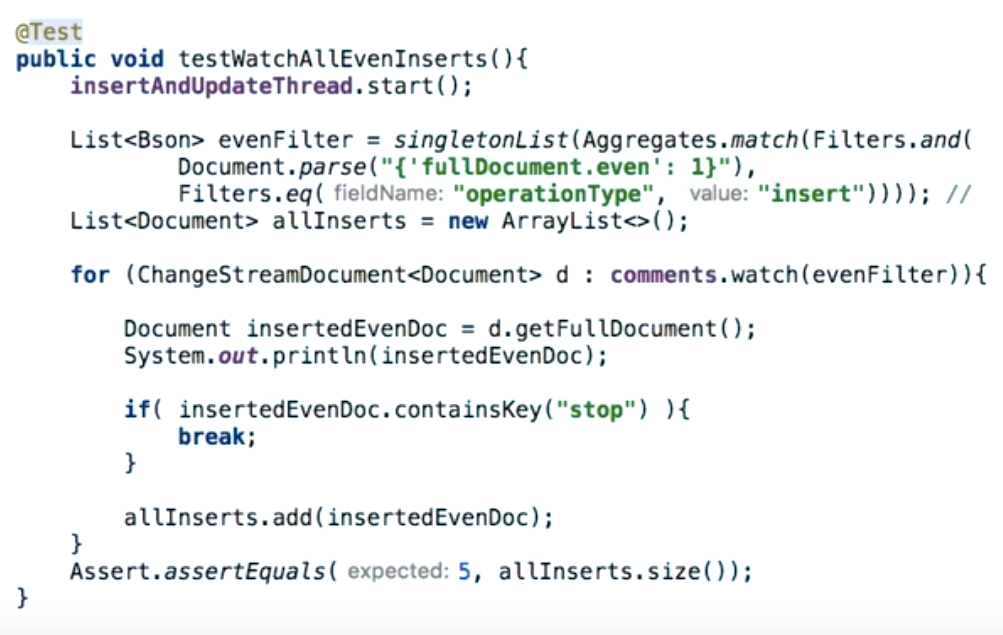 @Test
public void testWatchAllEvenInserts(){
insertAndUpdateThread.start();
List<Bson> evenFilter = singletonList(Aggregates.match(Filters.and(
Document.parse("{'fullDocument.even': 1}"),
Filters.eq( fieldName: "operationType", value: "insert")))); //
List<Document> allInserts = new ArrayList<>();
for (ChangeStreamDocument<Document> d : comments.watch(evenFilter)){
Document insertedEvenDoc = d.getFullDocument();
System.out.println(insertedEvenDoc);
if( insertedEvenDoc.containsKey("stop") ){
break;
}
allInserts.add(insertedEvenDoc);
}
Assert.assertEquals( expected: 5, allInserts.size());
}